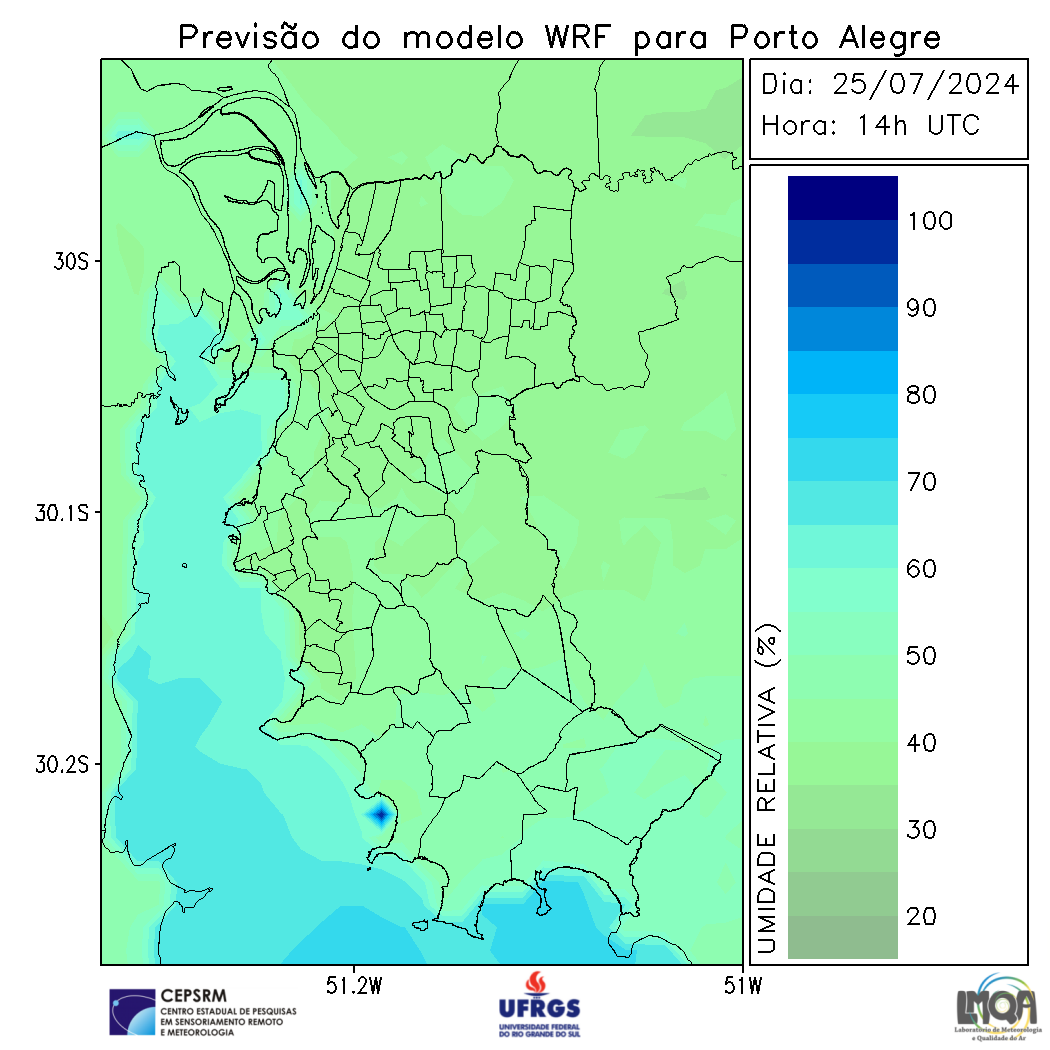 Previsão do modelo WRF para Porto Alegre
Dia: 25/07/2024
Hora: 14h UTC
30S
30.1S
30.2S
51.2W
51W
UMIDADE RELATIVA (%)
100
90
80
70
60
50
40
30
20
CEPSRM
CENTRO ESTADUAL DE PESQUISAS
EM SENSORIAMENTO REMOTO
E METEOROLOGIA
UFRGS
UNIVERSIDADE FEDERAL
DO RIO GRANDE DO SUL
LMQA
Laboratório de Meteorologia
e Qualidade do Ar